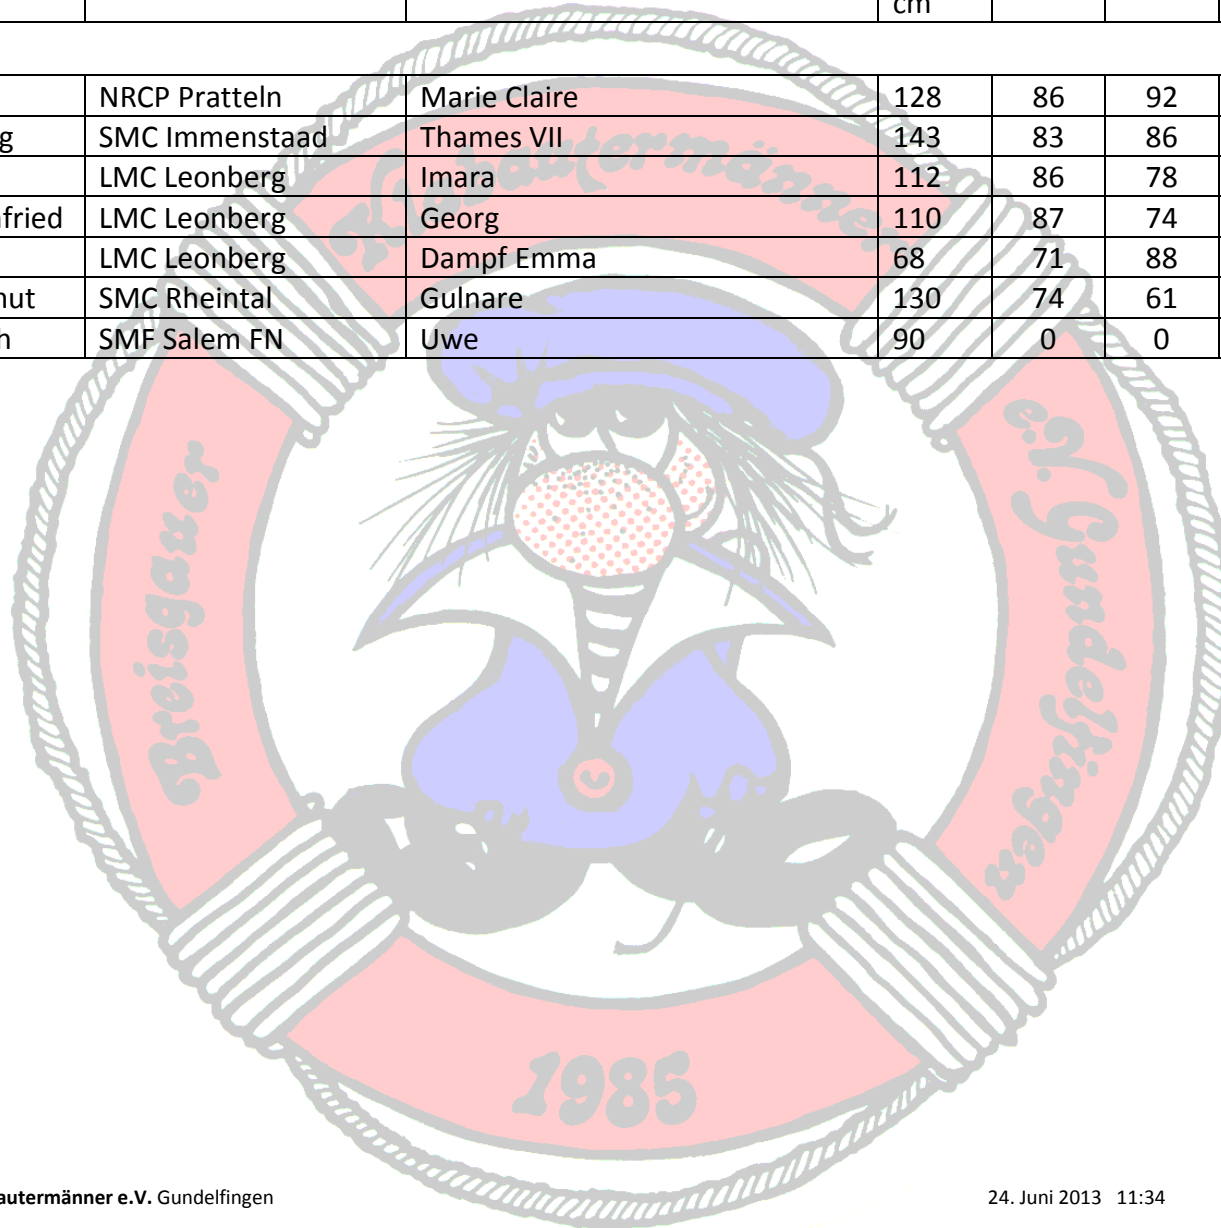 cm
NRCP Pratteln Marie Claire 128 86 92
g SMC Immenstaad Thames VII 143 83 86
LMC Leonberg Imara 112 86 78
fried LMC Leonberg Georg 110 87 74
LMC Leonberg Dampf Emma 68 71 88
nut SMC Rheintal Gulnare 130 74 61
h SMF Salem FN Uwe 90 0 0
Klabautermänner
Breisgauer
e.V. Gundelfingen
1985
autermänner e.V. Gundelfingen 24. Juni 2013 11:34